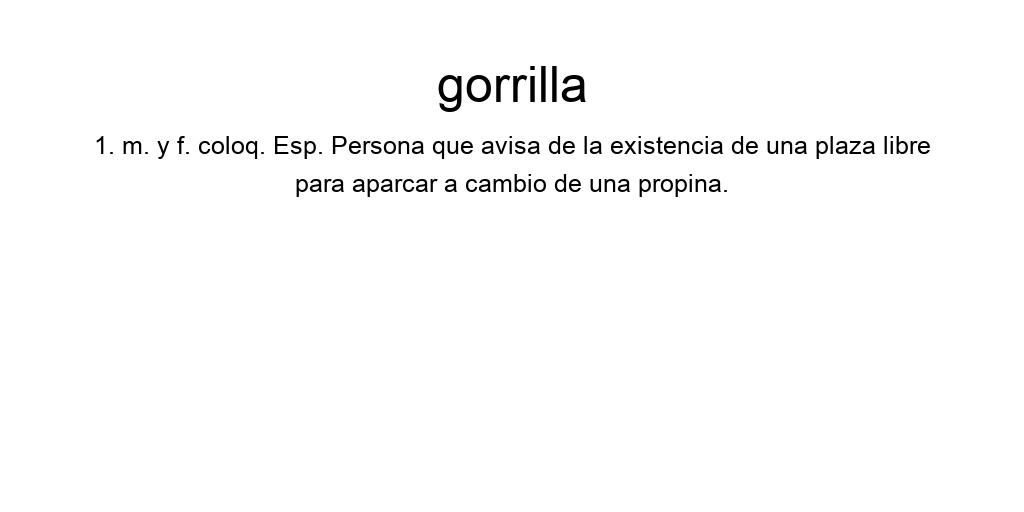 gorrilla
1. m. y f. coloq. Esp. Persona que avisa de la existencia de una plaza libre
para aparcar a cambio de una propina.